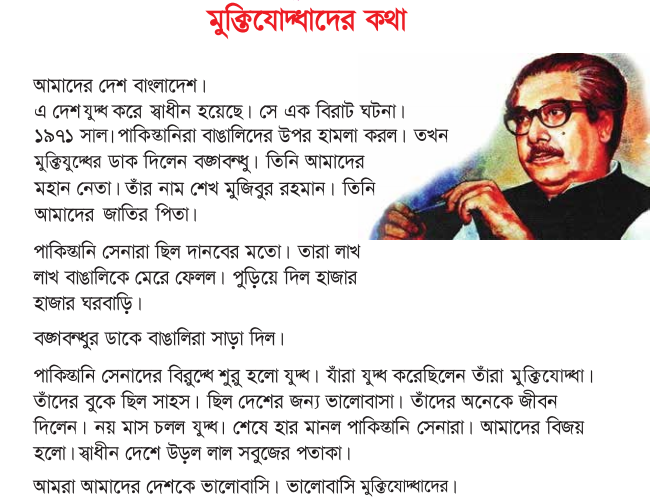 মুক্তিযোদ্ধাদের কথা
আমাদের দেশ বাংলাদেশ।
এ দেশ যুদ্ধ করে স্বাধীন হয়েছে। সে এক বিরাট ঘটনা।
১৯৭১ সাল। পাকিস্তানিরা বাঙালিদের উপর হামলা করল। তখন
মুক্তিযুদ্ধের ডাক দিলেন বঙ্গবন্ধু। তিনি আমাদের
মহান নেতা। তাঁর নাম শেখ মুজিবুর রহমান। তিনি
আমাদের জাতির পিতা।
পাকিস্তানি সেনারা ছিল দানবের মতো। তারা লাখ
লাখ বাঙালিকে মেরে ফেলল। পুড়িয়ে দিল হাজার
হাজার ঘরবাড়ি।
বঙ্গবন্ধুর ডাকে বাঙালিরা সাড়া দিল।
পাকিস্তানি সেনাদের বিরুদ্ধে শুরু হলো যুদ্ধ। যাঁরা যুদ্ধ করেছিলেন তাঁরা মুক্তিযোদ্ধা।
তাঁদের বুকে ছিল সাহস। ছিল দেশের জন্য ভালোবাসা। তাঁদের অনেকে জীবন
দিলেন। নয় মাস চলল যুদ্ধ। শেষে হার মানল পাকিস্তানি সেনারা। আমাদের বিজয়
হলো। স্বাধীন দেশে উড়ল লাল সবুজের পতাকা।
আমরা আমাদের দেশকে ভালোবাসি। ভালোবাসি মুক্তিযোদ্ধাদের।